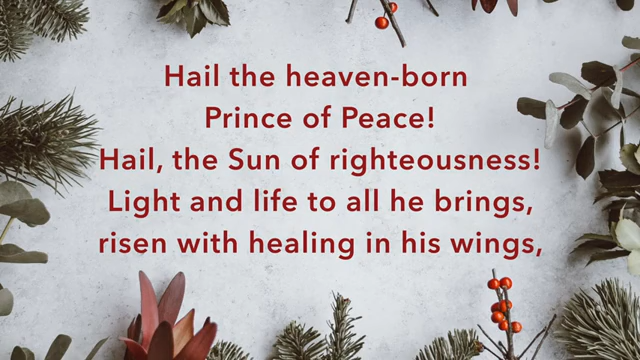 Hail the heaven-born
Prince of Peace!
Hail, the Sun of righteousness!
Light and life to all he brings,
risen with healing in his wings,